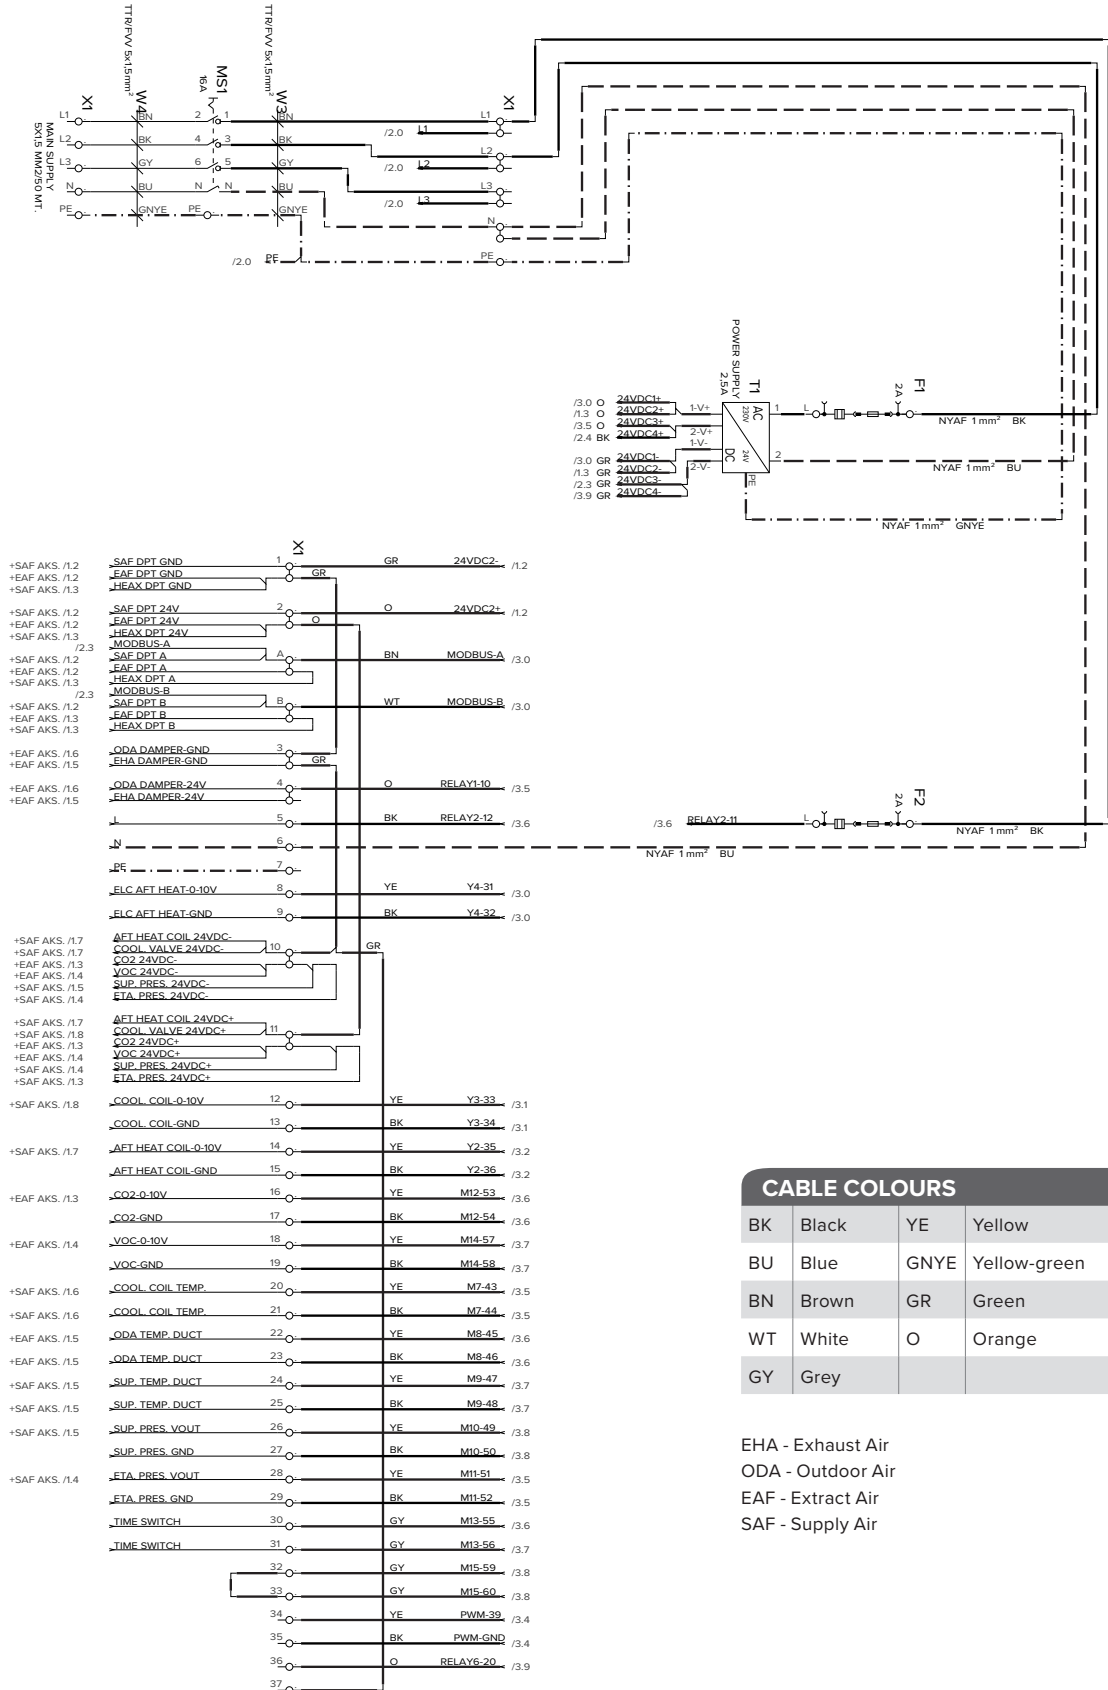 TTR/FVV 5x1,5mm²
TTR/FVV 5x1,5mm²
X1
W4
MS1
16A
W3
X1
MAIN SUPPLY
5X1,5 MM2/50 MT.
L1 BN 2 1 BN L1
/2.0 L1
L2 BK 4 3 BK L2
/2.0 L2
L3 GY 6 5 GY L3
/2.0 L3
N BU N N BU N
PE GNYE PE GNYE
/2.0 PE PE
POWER SUPPLY
2,5A
T1
AC
230V
24V
DC
PE
1 L 2A F1
NYAF 1 mm² BK
2 NYAF 1 mm² BU
NYAF 1 mm² GNYE
/3.0 O 24VDC1+ 1-V+
/1.3 O 24VDC2+
/3.5 O 24VDC3+ 2-V+
/2.4 BK 24VDC4+
1-V-
/3.0 GR 24VDC1-
/1.3 GR 24VDC2- 2-V-
/2.3 GR 24VDC3-
/3.9 GR 24VDC4-
X1
+SAF AKS. /1.2 SAF DPT GND 1 GR 24VDC2- /1.2
+EAF AKS. /1.2 EAF DPT GND GR
+SAF AKS. /1.3 HEAX DPT GND
+SAF AKS. /1.2 SAF DPT 24V 2 O 24VDC2+ /1.2
+EAF AKS. /1.2 EAF DPT 24V O
+SAF AKS. /1.3 HEAX DPT 24V
/2.3 MODBUS-A
+SAF AKS. /1.2 SAF DPT A A BN MODBUS-A /3.0
+EAF AKS. /1.2 EAF DPT A
+SAF AKS. /1.3 HEAX DPT A
/2.3 MODBUS-B
+SAF AKS. /1.2 SAF DPT B B WT MODBUS-B /3.0
+EAF AKS. /1.3 EAF DPT B
+SAF AKS. /1.3 HEAX DPT B
+EAF AKS. /1.6 ODA DAMPER-GND 3
+EAF AKS. /1.5 EHA DAMPER-GND GR
+EAF AKS. /1.6 ODA DAMPER-24V 4 O RELAY1-10 /3.5
+EAF AKS. /1.5 EHA DAMPER-24V
L 5 BK RELAY2-12 /3.6
/3.6 RELAY2-11 L 2A F2
NYAF 1 mm² BK
N 6
NYAF 1 mm² BU
PE 7
ELC AFT HEAT-0-10V 8 YE Y4-31 /3.0
ELC AFT HEAT-GND 9 BK Y4-32 /3.0
+SAF AKS. /1.7 AFT HEAT COIL 24VDC-
+SAF AKS. /1.7 COOL. VALVE 24VDC- 10 GR
+EAF AKS. /1.3 CO2 24VDC-
+EAF AKS. /1.4 VOC 24VDC-
+SAF AKS. /1.5 SUP. PRES. 24VDC-
+SAF AKS. /1.4 ETA. PRES. 24VDC-
+SAF AKS. /1.7 AFT HEAT COIL 24VDC+
+SAF AKS. /1.8 COOL. VALVE 24VDC+ 11
+EAF AKS. /1.3 CO2 24VDC+
+EAF AKS. /1.4 VOC 24VDC+
+SAF AKS. /1.4 SUP. PRES. 24VDC+
+SAF AKS. /1.3 ETA. PRES. 24VDC+
+SAF AKS. /1.8 COOL. COIL-0-10V 12 YE Y3-33 /3.1
COOL. COIL-GND 13 BK Y3-34 /3.1
+SAF AKS. /1.7 AFT HEAT COIL-0-10V 14 YE Y2-35 /3.2
AFT HEAT COIL-GND 15 BK Y2-36 /3.2
+EAF AKS. /1.3 CO2-0-10V 16 YE M12-53 /3.6
CO2-GND 17 BK M12-54 /3.6
+EAF AKS. /1.4 VOC-0-10V 18 YE M14-57 /3.7
VOC-GND 19 BK M14-58 /3.7
+SAF AKS. /1.6 COOL. COIL TEMP. 20 YE M7-43 /3.5
+SAF AKS. /1.6 COOL. COIL TEMP. 21 BK M7-44 /3.5
+EAF AKS. /1.5 ODA TEMP. DUCT 22 YE M8-45 /3.6
+EAF AKS. /1.5 ODA TEMP. DUCT 23 BK M8-46 /3.6
+SAF AKS. /1.5 SUP. TEMP. DUCT 24 YE M9-47 /3.7
+SAF AKS. /1.5 SUP. TEMP. DUCT 25 BK M9-48 /3.7
+SAF AKS. /1.5 SUP. PRES. VOUT 26 YE M10-49 /3.8
SUP. PRES. GND 27 BK M10-50 /3.8
+SAF AKS. /1.4 ETA. PRES. VOUT 28 YE M11-51 /3.5
ETA. PRES. GND 29 BK M11-52 /3.5
TIME SWITCH 30 GY M13-55 /3.6
TIME SWITCH 31 GY M13-56 /3.7
32 GY M15-59 /3.8
33 GY M15-60 /3.8
34 YE PWM-39 /3.4
35 BK PWM-GND /3.4
36 O RELAY6-20 /3.9
37
CABLE COLOURS
BK Black YE Yellow
BU Blue GNYE Yellow-green
BN Brown GR Green
WT White O Orange
GY Grey
EHA - Exhaust Air
ODA - Outdoor Air
EAF - Extract Air
SAF - Supply Air